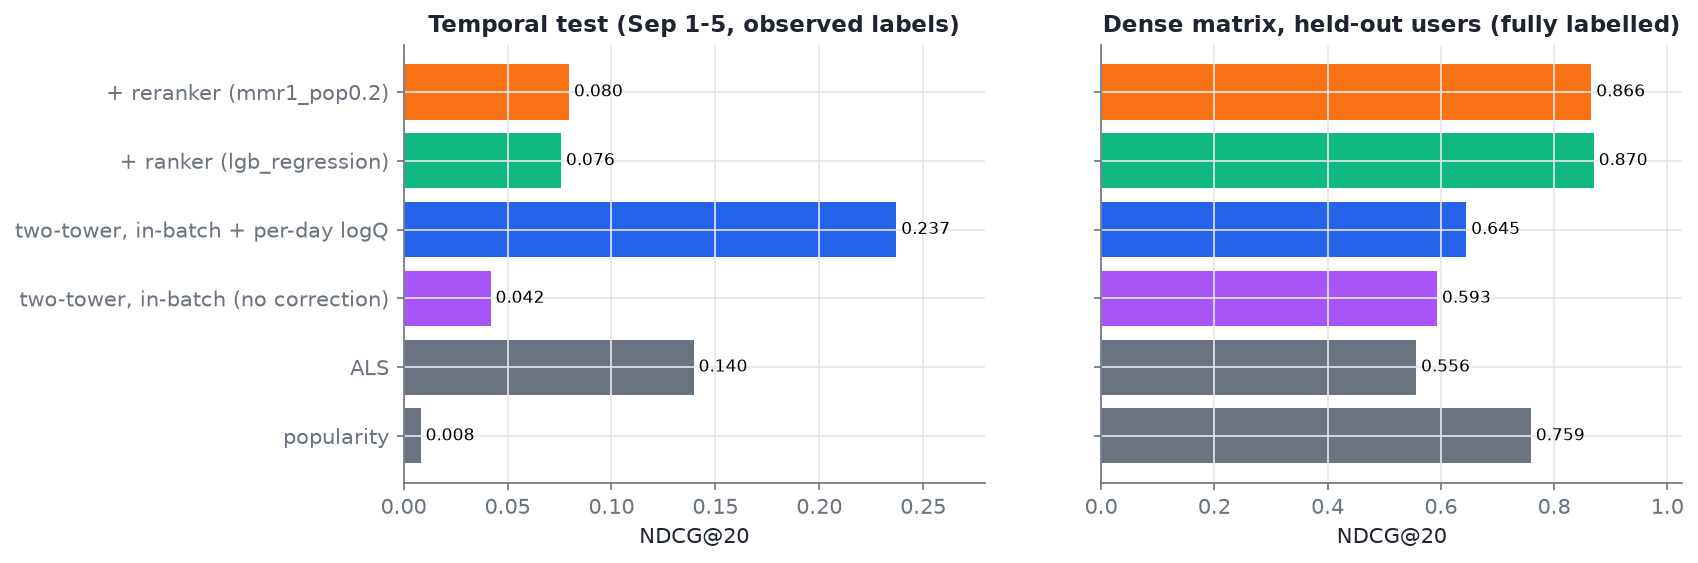 Temporal test (Sep 1-5, observed labels)
+ reranker (mmr1_pop0.2)
0.080
+ ranker (lgb_regression)
0.076
two-tower, in-batch + per-day logQ
0.237
two-tower, in-batch (no correction)
0.042
ALS
0.140
popularity
0.008
0.00 0.05 0.10 0.15 0.20 0.25
NDCG@20
Dense matrix, held-out users (fully labelled)
0.866
0.870
0.645
0.593
0.556
0.759
0.0 0.2 0.4 0.6 0.8 1.0
NDCG@20